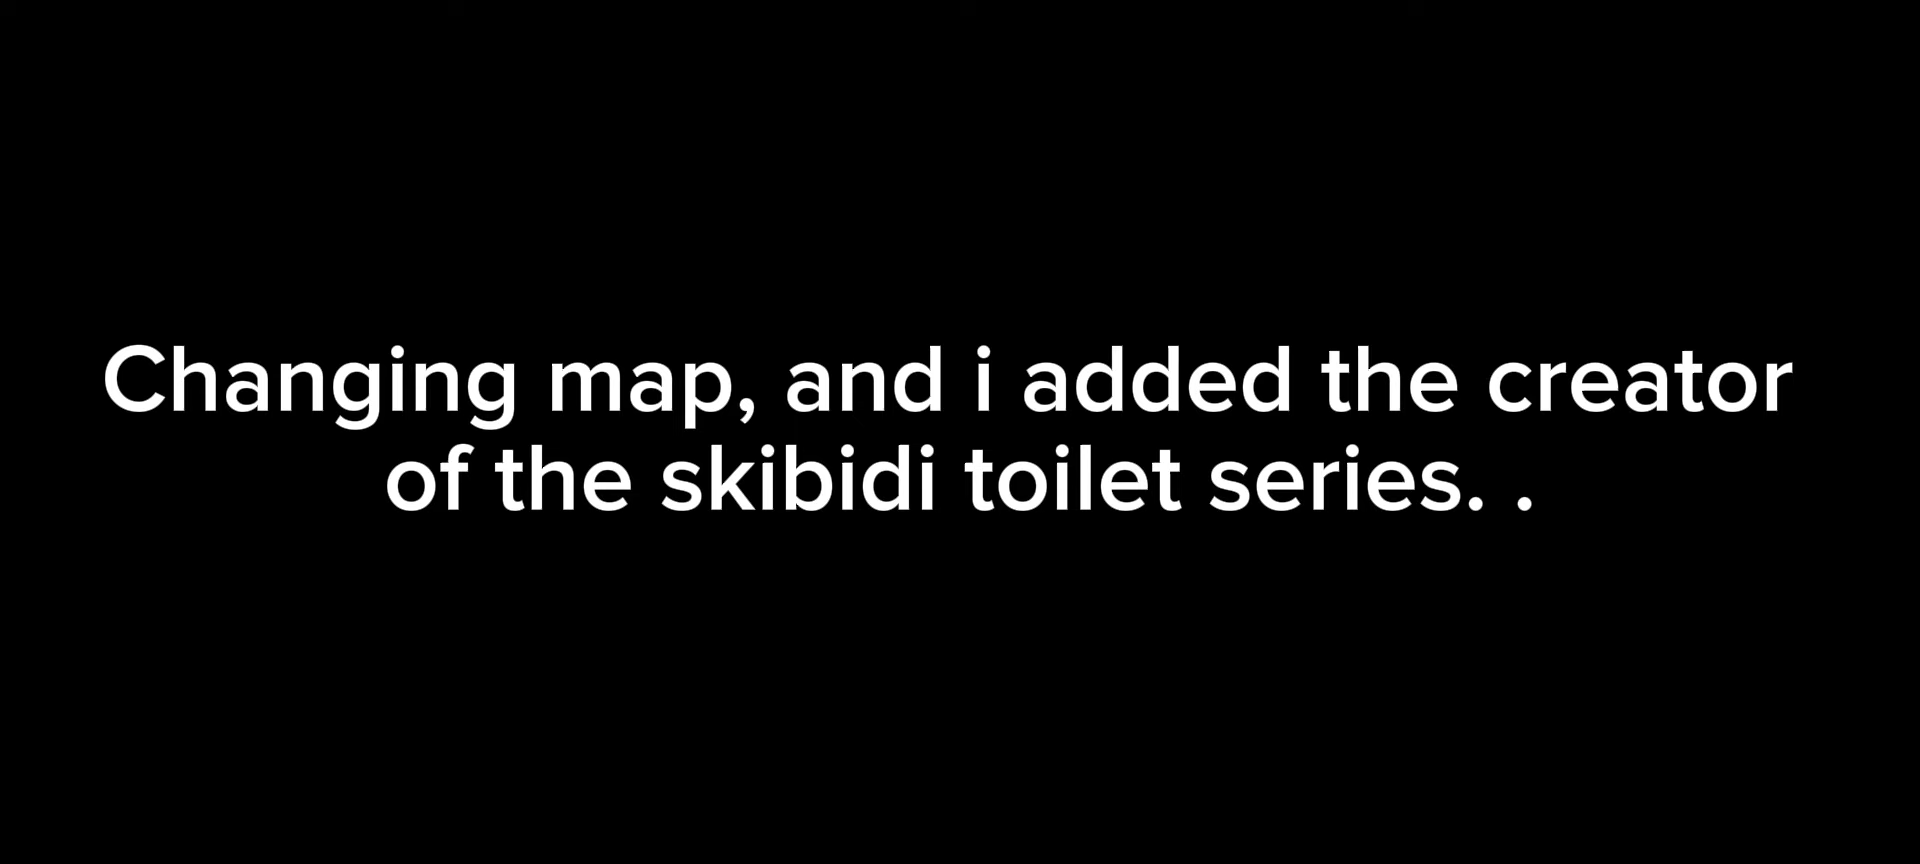 Changing map, and i added the creator
of the skibidi toilet series. .